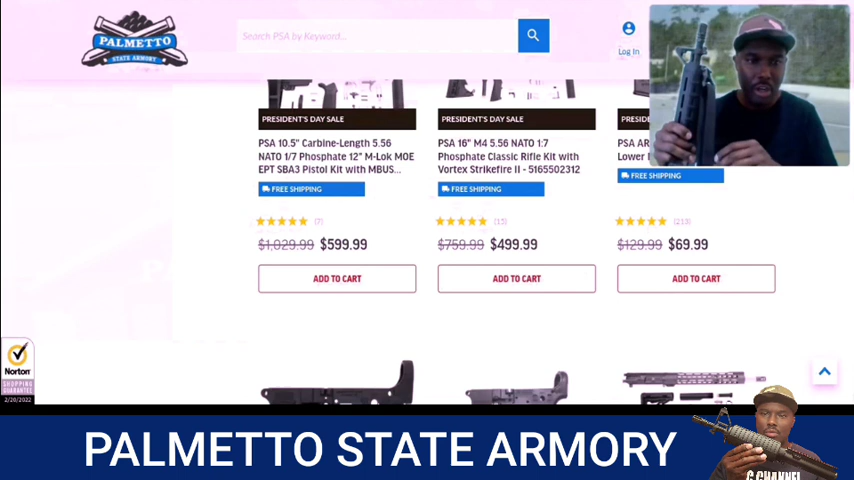 PALMETTO
STATE ARMORY
Search PSA by Keyword...
Log In
PRESIDENT'S DAY SALE
PSA 10.5" Carbine-Length 5.56
NATO 1/7 Phosphate 12" M-Lok MOE
EPT SBA3 Pistol Kit with MBUS...
FREE SHIPPING
(7)
$1,029.99 $599.99
ADD TO CART
PRESIDENT'S DAY SALE
PSA 16" M4 5.56 NATO 1:7
Phosphate Classic Rifle Kit with
Vortex Strikefire II - 5165502312
FREE SHIPPING
(15)
$759.99 $499.99
ADD TO CART
PSA AR
Lower
FREE SHIPPING
(213)
$129.99 $69.99
ADD TO CART
Norton
SHOPPING
GUARANTEE
2/20/2022
PALMETTO STATE ARMORY
CHANNEL